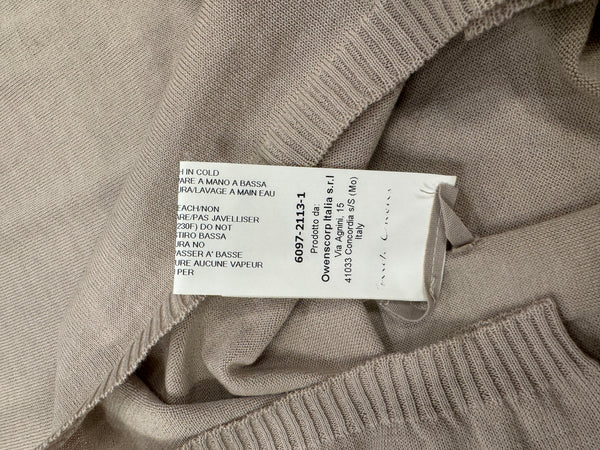 H IN COLD
ARE A MANO A BASSA
URA/LAVAGE A MAIN EAU
EACH/NON
ARE/PAS JAVELLISER
230F) DO NOT
STIRO BASSA
URA NO
PASSER A' BASSE
URE AUCUNE VAPEUR
PER
6097-2113-1
Prodotto da:
Owenscorp Italia s.r.l
Via Agnini, 15
41033 Concordia s/S (Mo)
Italy